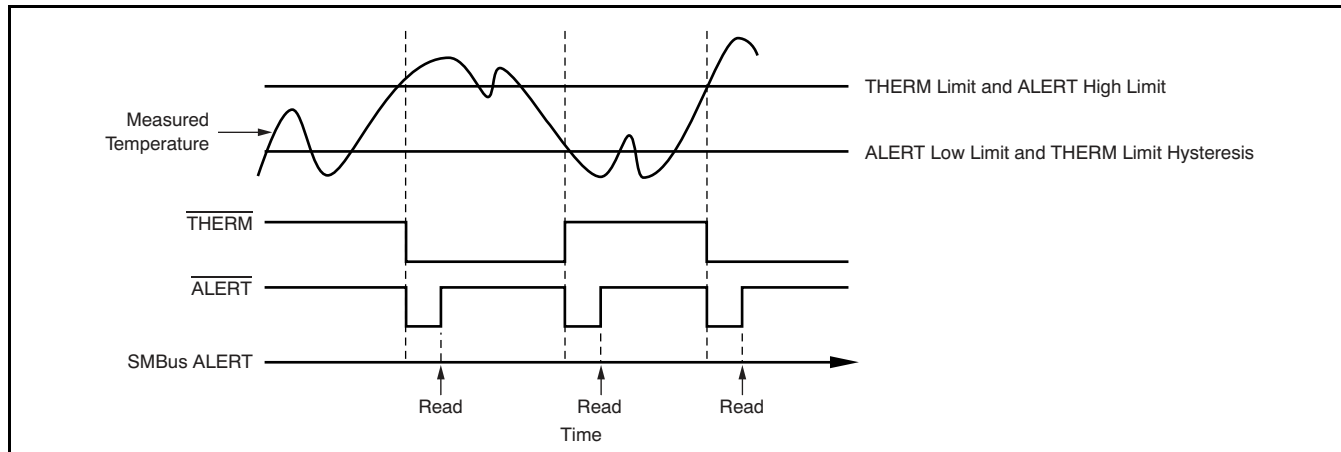 THERM Limit and ALERT High Limit
Measured
Temperature
ALERT Low Limit and THERM Limit Hysteresis
THERM
ALERT
SMBus ALERT
Read
Read
Read
Time